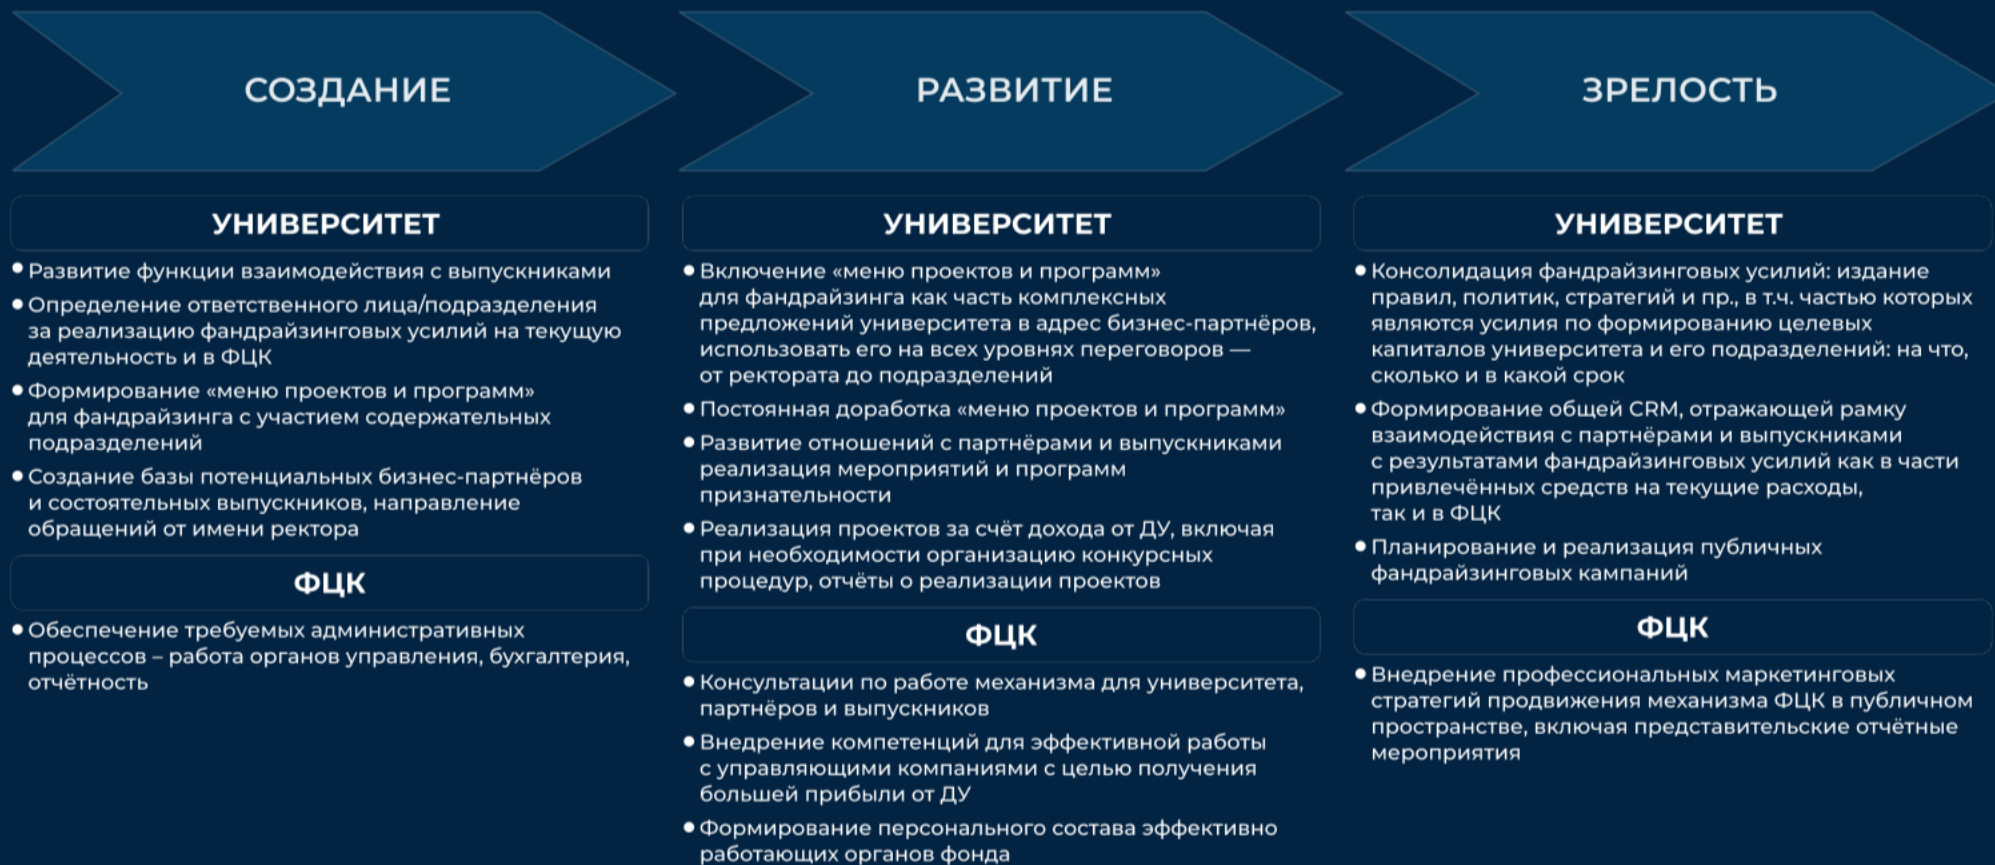 СОЗДАНИЕ
УНИВЕРСИТЕТ
• Развитие функции взаимодействия с выпускниками
• Определение ответственного лица/подразделения
за реализацию фандрайзинговых усилий на текущую
деятельность и в ФЦК
• Формирование «меню проектов и программ»
для фандрайзинга с участием содержательных
подразделений
• Создание базы потенциальных бизнес-партнёров
и состоятельных выпускников, направление
обращений от имени ректора
ФЦК
• Обеспечение требуемых административных
процессов – работа органов управления, бухгалтерия,
отчётность
РАЗВИТИЕ
УНИВЕРСИТЕТ
• Включение «меню проектов и программ»
для фандрайзинга как часть комплексных
предложений университета в адрес бизнес-партнёров,
использовать его на всех уровнях переговоров —
от ректората до подразделений
• Постоянная доработка «меню проектов и программ»
• Развитие отношений с партнёрами и выпускниками
реализация мероприятий и программ
признательности
• Реализация проектов за счёт дохода от ДУ, включая
при необходимости организацию конкурсных
процедур, отчёты о реализации проектов
ФЦК
• Консультации по работе механизма для университета,
партнёров и выпускников
• Внедрение компетенций для эффективной работы
с управляющими компаниями с целью получения
большей прибыли от ДУ
• Формирование персонального состава эффективно
работающих органов фонда
ЗРЕЛОСТЬ
УНИВЕРСИТЕТ
• Консолидация фандрайзинговых усилий: издание
правил, политик, стратегий и пр., в т.ч. частью которых
являются усилия по формированию целевых
капиталов университета и его подразделений: на что,
сколько и в какой срок
• Формирование общей CRM, отражающей рамку
взаимодействия с партнёрами и выпускниками
с результатами фандрайзинговых усилий как в части
привлечённых средств на текущие расходы,
так и в ФЦК
• Планирование и реализация публичных
фандрайзинговых кампаний
ФЦК
• Внедрение профессиональных маркетинговых
стратегий продвижения механизма ФЦК в публичном
пространстве, включая представительские отчётные
мероприятия